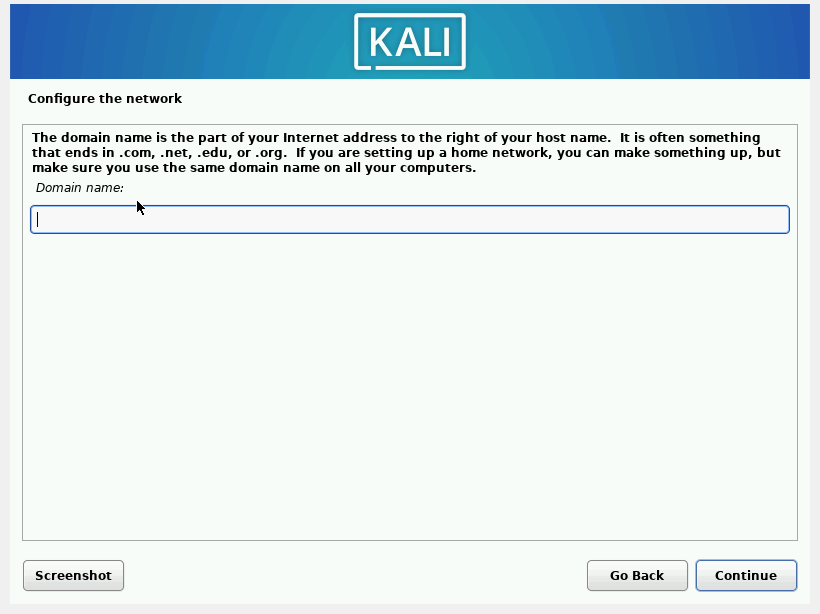 KALI
Configure the network
The domain name is the part of your Internet address to the right of your host name.  It is often something
that ends in .com, .net, .edu, or .org.  If you are setting up a home network, you can make something up, but
make sure you use the same domain name on all your computers.
Domain name:
Screenshot
Go Back
Continue